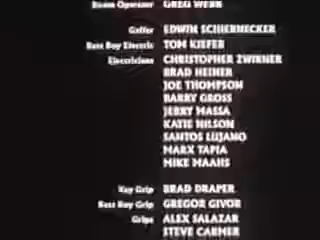 Boom Operator GREG WEBB
Gaffer EDWIN SCHIERNECKER
Best Boy Electric TOM KIEFER
Electricians CHRISTOPHER ZWIRNER
BRAD HEINER
JOE THOMPSON
BARRY GROSS
JERRY MASSA
KATIE NILSON
SANTOS LUJANO
MARX TAPIA
MIKE MAAHS
Key Grip BRAD DRAPER
Best Boy Grip GREGOR GIVOR
Grips ALEX SALAZAR
STEVE CARMER